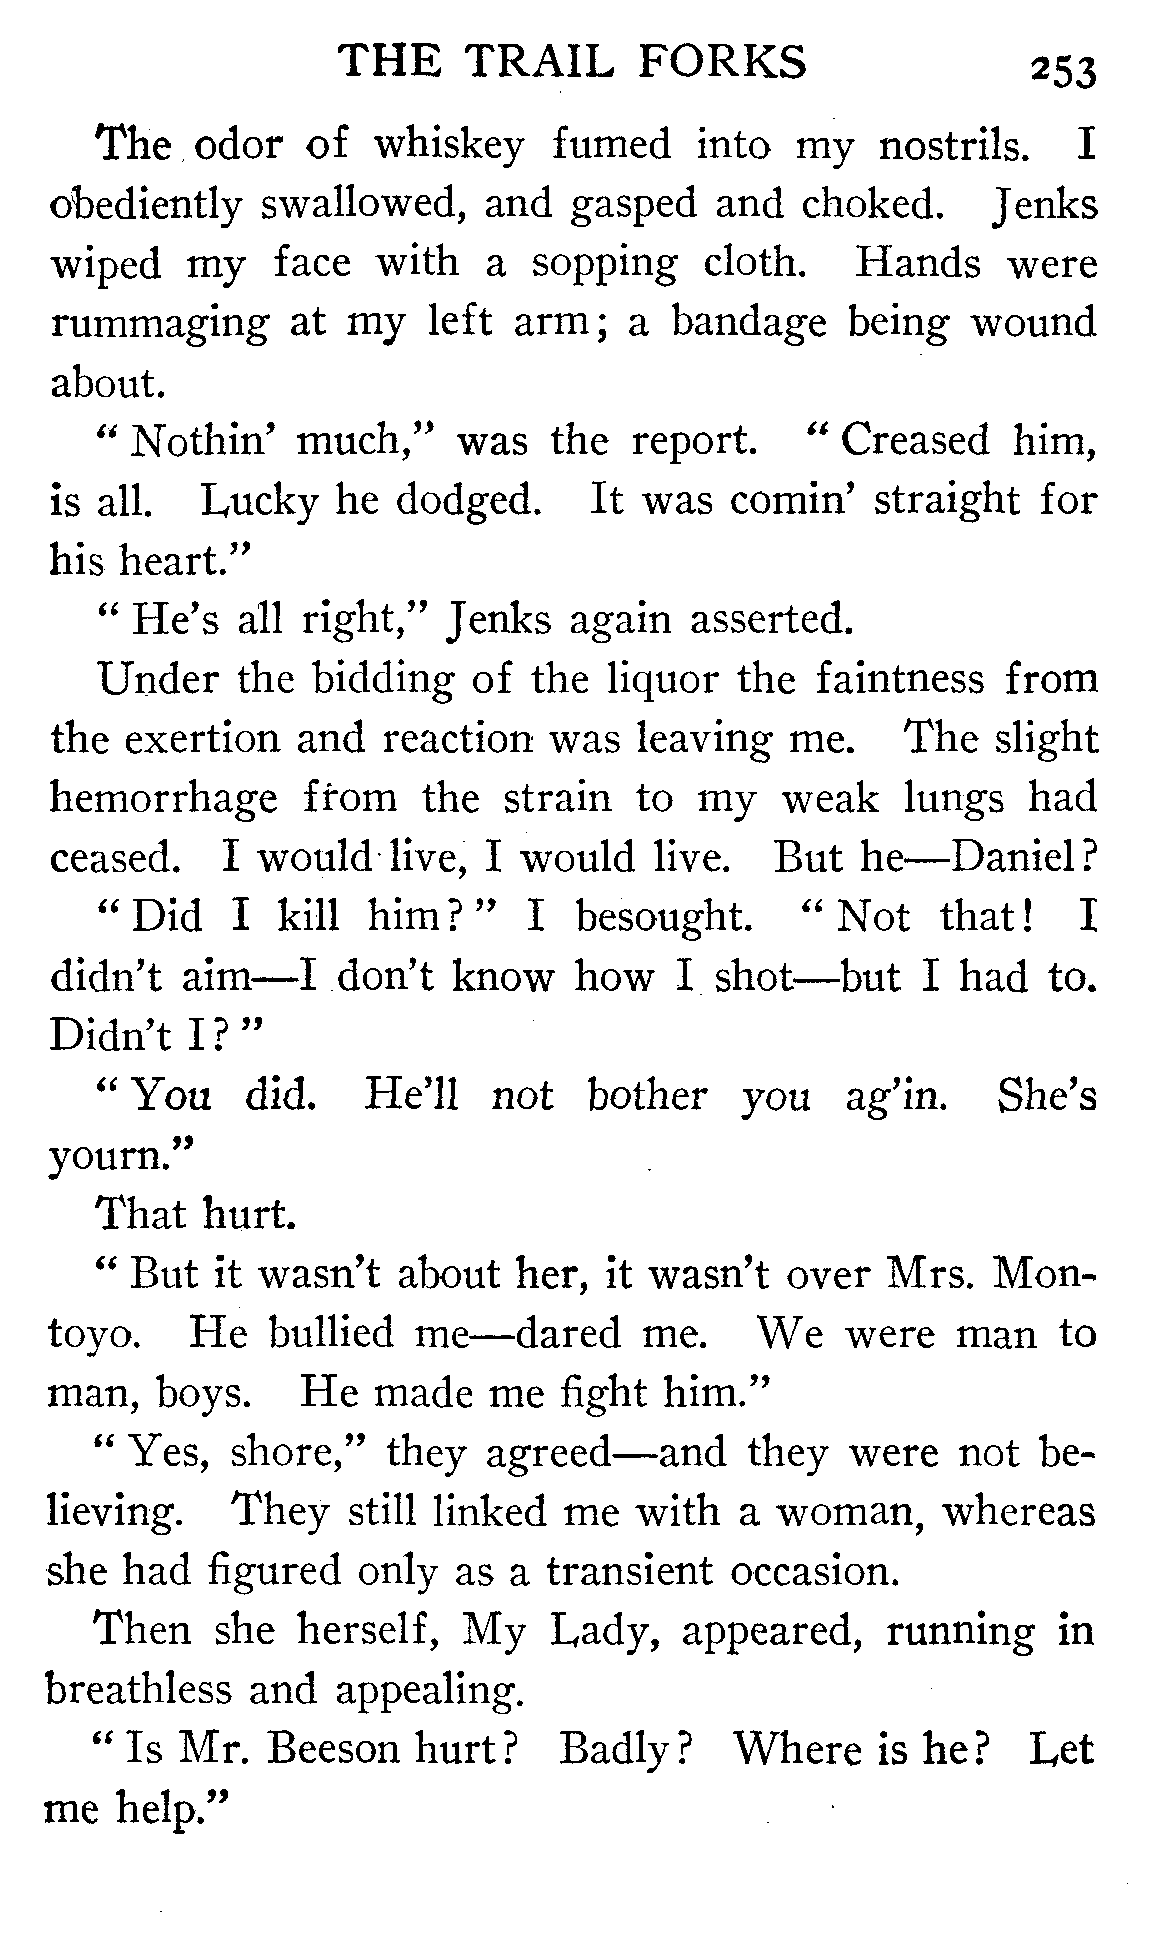 THE TRAIL FORKS 253
The odor of whiskey fumed into my nostrils. I
obediently swallowed, and gasped and choked. Jenks
wiped my face with a sopping cloth. Hands were
rummaging at my left arm; a bandage being wound
about.
“ Nothin’ much,” was the report. “ Creased him,
is all. Lucky he dodged. It was comin’ straight for
his heart.”
“ He’s all right,” Jenks again asserted.
Under the bidding of the liquor the faintness from
the exertion and reaction was leaving me. The slight
hemorrhage from the strain to my weak lungs had
ceased. I would live, I would live. But he—Daniel?
“ Did I kill him? ” I besought. “ Not that! I
didn’t aim—I don’t know how I shot—but I had to.
Didn’t I? ”
“ You did. He’ll not bother you ag’in. She’s
yourn.”
That hurt.
“ But it wasn’t about her, it wasn’t over Mrs. Mon-
toyo. He bullied me—dared me. We were man to
man, boys. He made me fight him.”
“ Yes, shore,” they agreed—and they were not be-
lieving. They still linked me with a woman, whereas
she had figured only as a transient occasion.
Then she herself, My Lady, appeared, running in
breathless and appealing.
“ Is Mr. Beeson hurt? Badly? Where is he? Let
me help.”